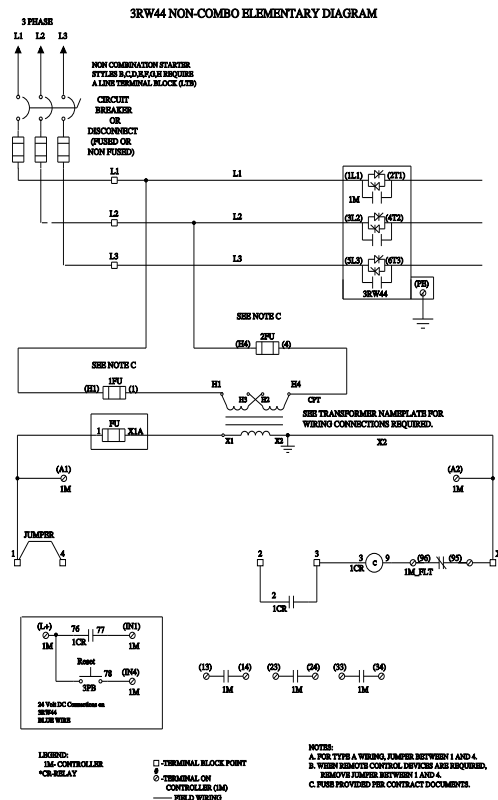 3RW44 NON-COMBO ELEMENTARY DIAGRAM
3 PHASE
L1 L2 L3
NON COMBINATION STARTER
STYLES B,C,D,E,F,G,H REQUIRE
A LINE TERMINAL BLOCK (LTB)
CIRCUIT
BREAKER
OR
DISCONNECT
(FUSED OR
NON FUSED)
L1 L1 (1L1) (2T1)
1M
L2 L2 (3L2) (4T2)
L3 L3 (5L3) (6T3)
3RW44
(PE)
SEE NOTE C
2FU
(H4) (4)
SEE NOTE C
1FU
(H1) (1)
H1 H3 H2 H4
CPT
SEE TRANSFORMER NAMEPLATE FOR
WIRING CONNECTIONS REQUIRED.
FU
1 X1A
X1 X2 X2
(A1) (A2)
1M 1M
JUMPER
1 4 2 3 3 9 (96) (95)
1CR C 1M_FLT
2
1CR
(L+) 76 77 (IN1)
1M 1CR 1M
Reset
78 (IN4)
3PB 1M
24 Volt DC Connections on
3RW44
BLUE WIRE
(13) (14) (23) (24) (33) (34)
1M 1M 1M
LEGEND:
1M- CONTROLLER
*CR-RELAY
-TERMINAL BLOCK POINT
#
-TERMINAL ON
CONTROLLER (1M)
FIELD WIRING
NOTES:
A. FOR TYPE A WIRING, JUMPER BETWEEN 1 AND 4.
B. WHEN REMOTE CONTROL DEVICES ARE REQUIRED,
REMOVE JUMPER BETWEEN 1 AND 4.
C. FUSE PROVIDED PER CONTRACT DOCUMENTS.